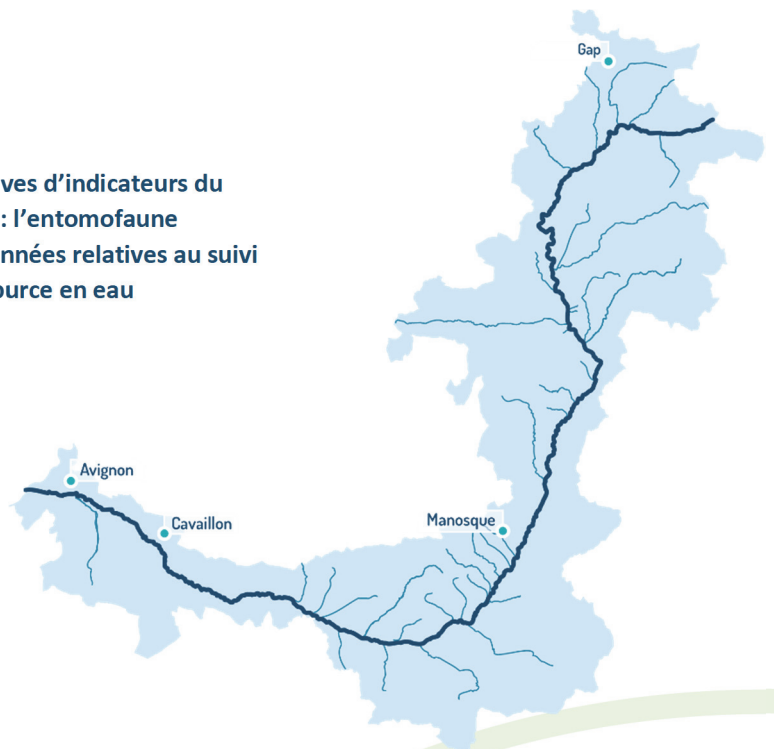 Gap
ves d’indicateurs du
: l’entomofaune
nnées relatives au suivi
ource en eau
Avignon
Cavaillon
Manosque